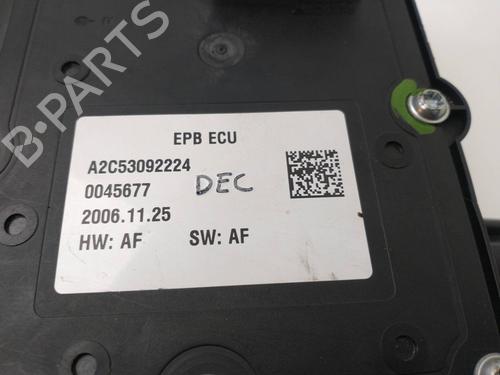 B-PARTS
EPB ECU
A2C53092224
0045677 DEC
2006.11.25
HW: AF SW: AF